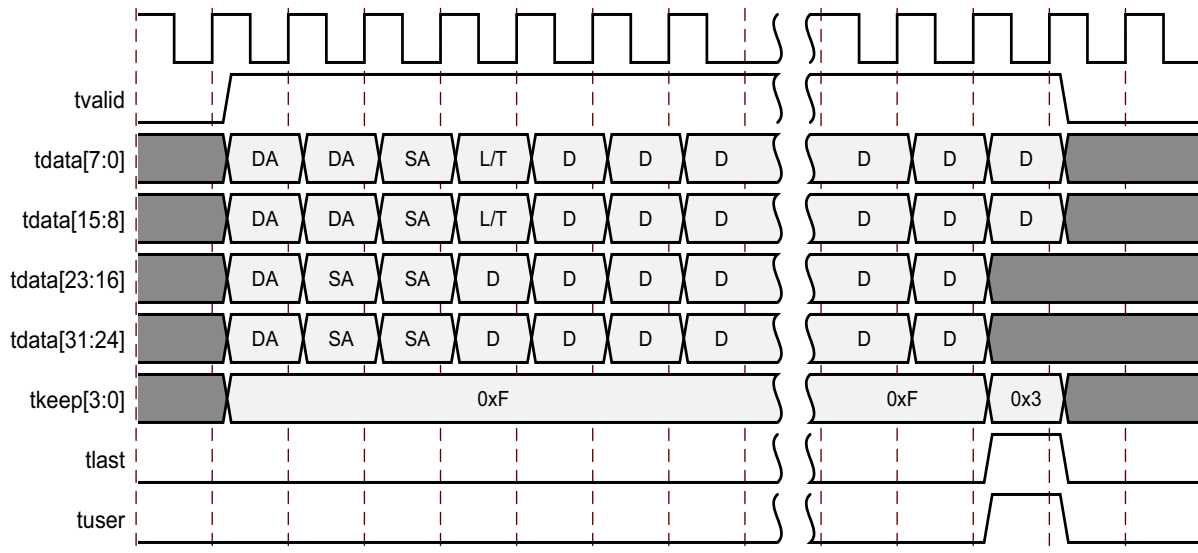 tvalid
tdata[7:0] DA DA SA L/T D D D D D D
tdata[15:8] DA DA SA L/T D D D D D D
tdata[23:16] DA SA SA D D D D D D
tdata[31:24] DA SA SA D D D D D D
tkeep[3:0] 0xF 0xF 0x3
tlast
tuser